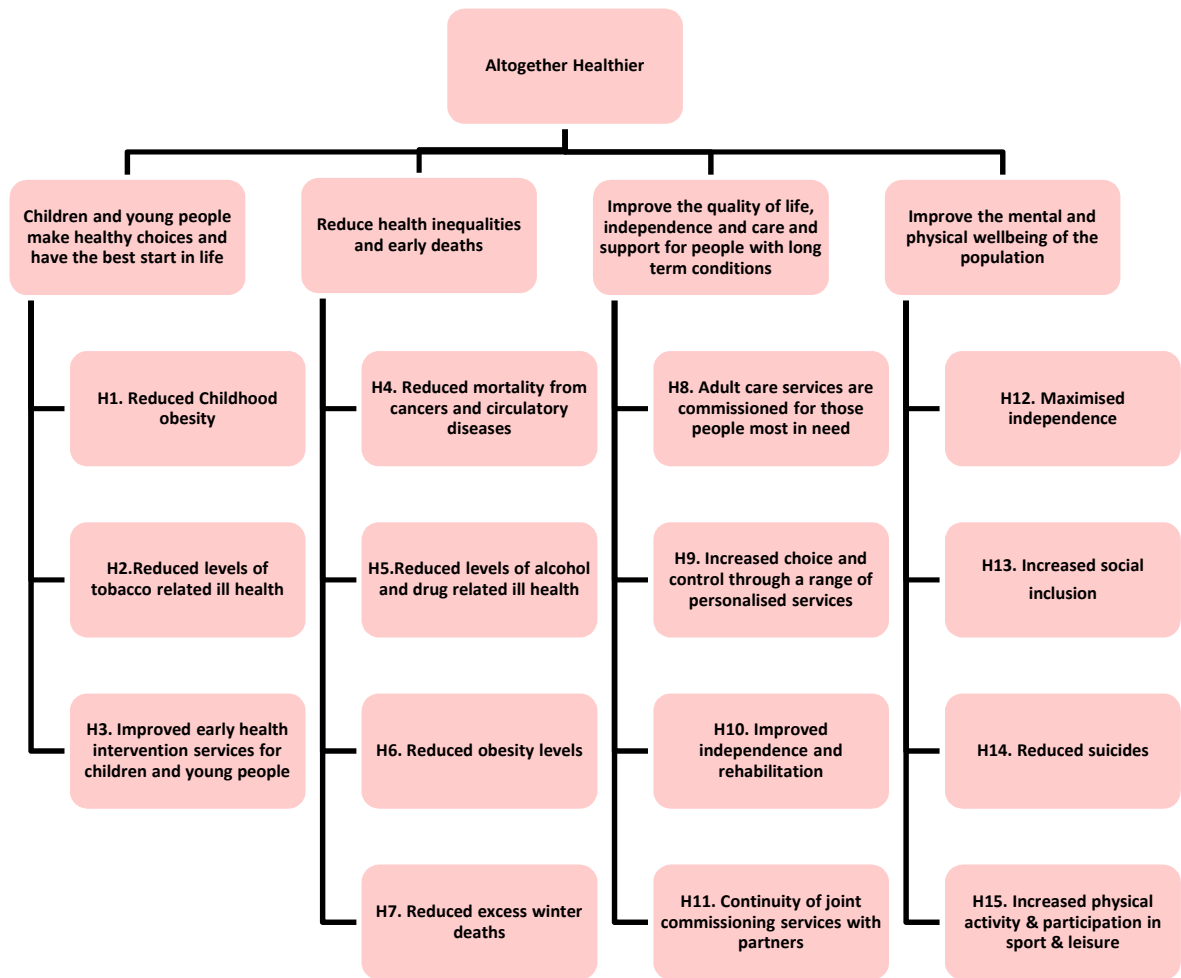 Altogether Healthier
Children and young people
make healthy choices and
have the best start in life
Reduce health inequalities
and early deaths
Improve the quality of life,
independence and care and
support for people with long
term conditions
Improve the mental and
physical wellbeing of the
population
H1. Reduced Childhood
obesity
H2.Reduced levels of
tobacco related ill health
H3. Improved early health
intervention services for
children and young people
H4. Reduced mortality from
cancers and circulatory
diseases
H5.Reduced levels of alcohol
and drug related ill health
H6. Reduced obesity levels
H7. Reduced excess winter
deaths
H8. Adult care services are
commissioned for those
people most in need
H9. Increased choice and
control through a range of
personalised services
H10. Improved
independence and
rehabilitation
H11. Continuity of joint
commissioning services with
partners
H12. Maximised
independence
H13. Increased social
inclusion
H14. Reduced suicides
H15. Increased physical
activity & participation in
sport & leisure